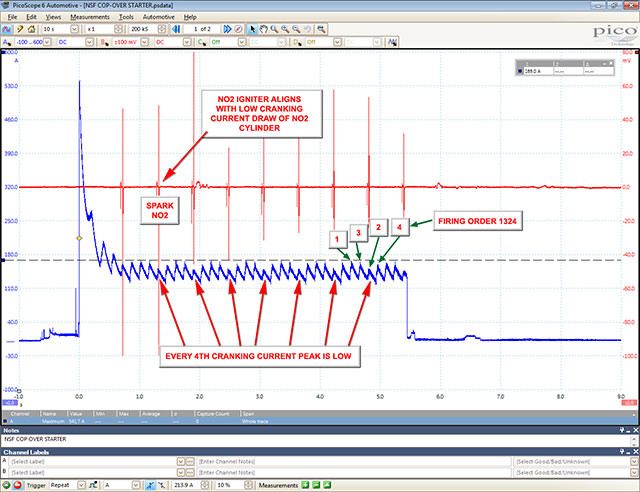 PicoScope 6 Automotive - [NSF COP-OVER STARTER.psdata]
File Edit Views Measurements Tools Automotive Help
10 s x 1 200 kS 1 of 2
A -100 .. 600 DC B ±100 mV DC C Off DC D Off DC
pico
Technology
600.0 A 80.0 mV
530.0 60.0
460.0 40.0
390.0 20.0
320.0 0.0
250.0 -20.0
180.0 -40.0
110.0 -60.0
40.0 -80.0
-30.0 -100.0
-100.0
NO2 IGNITER ALIGNS
WITH LOW CRANKING
CURRENT DRAW OF NO2
CYLINDER
SPARK
NO2
1 3 2 4
FIRING ORDER 1324
EVERY 4TH CRANKING CURRENT PEAK IS LOW
-1.0 0.0 1.0 2.0 3.0 4.0 5.0 6.0 7.0 8.0 9.0
Channel Name Value Min Max Average σ Capture Count Span
A Maximum 541.7 A Whole trace
Notes
NSF COP OVER STARTER
Channel Labels
A [Select Label] [Enter Channel Notes] [Select Good/Bad/Unknown]
B [Select Label] [Enter Channel Notes] [Select Good/Bad/Unknown]
Trigger Repeat A 213.9 A 10 % Measurements